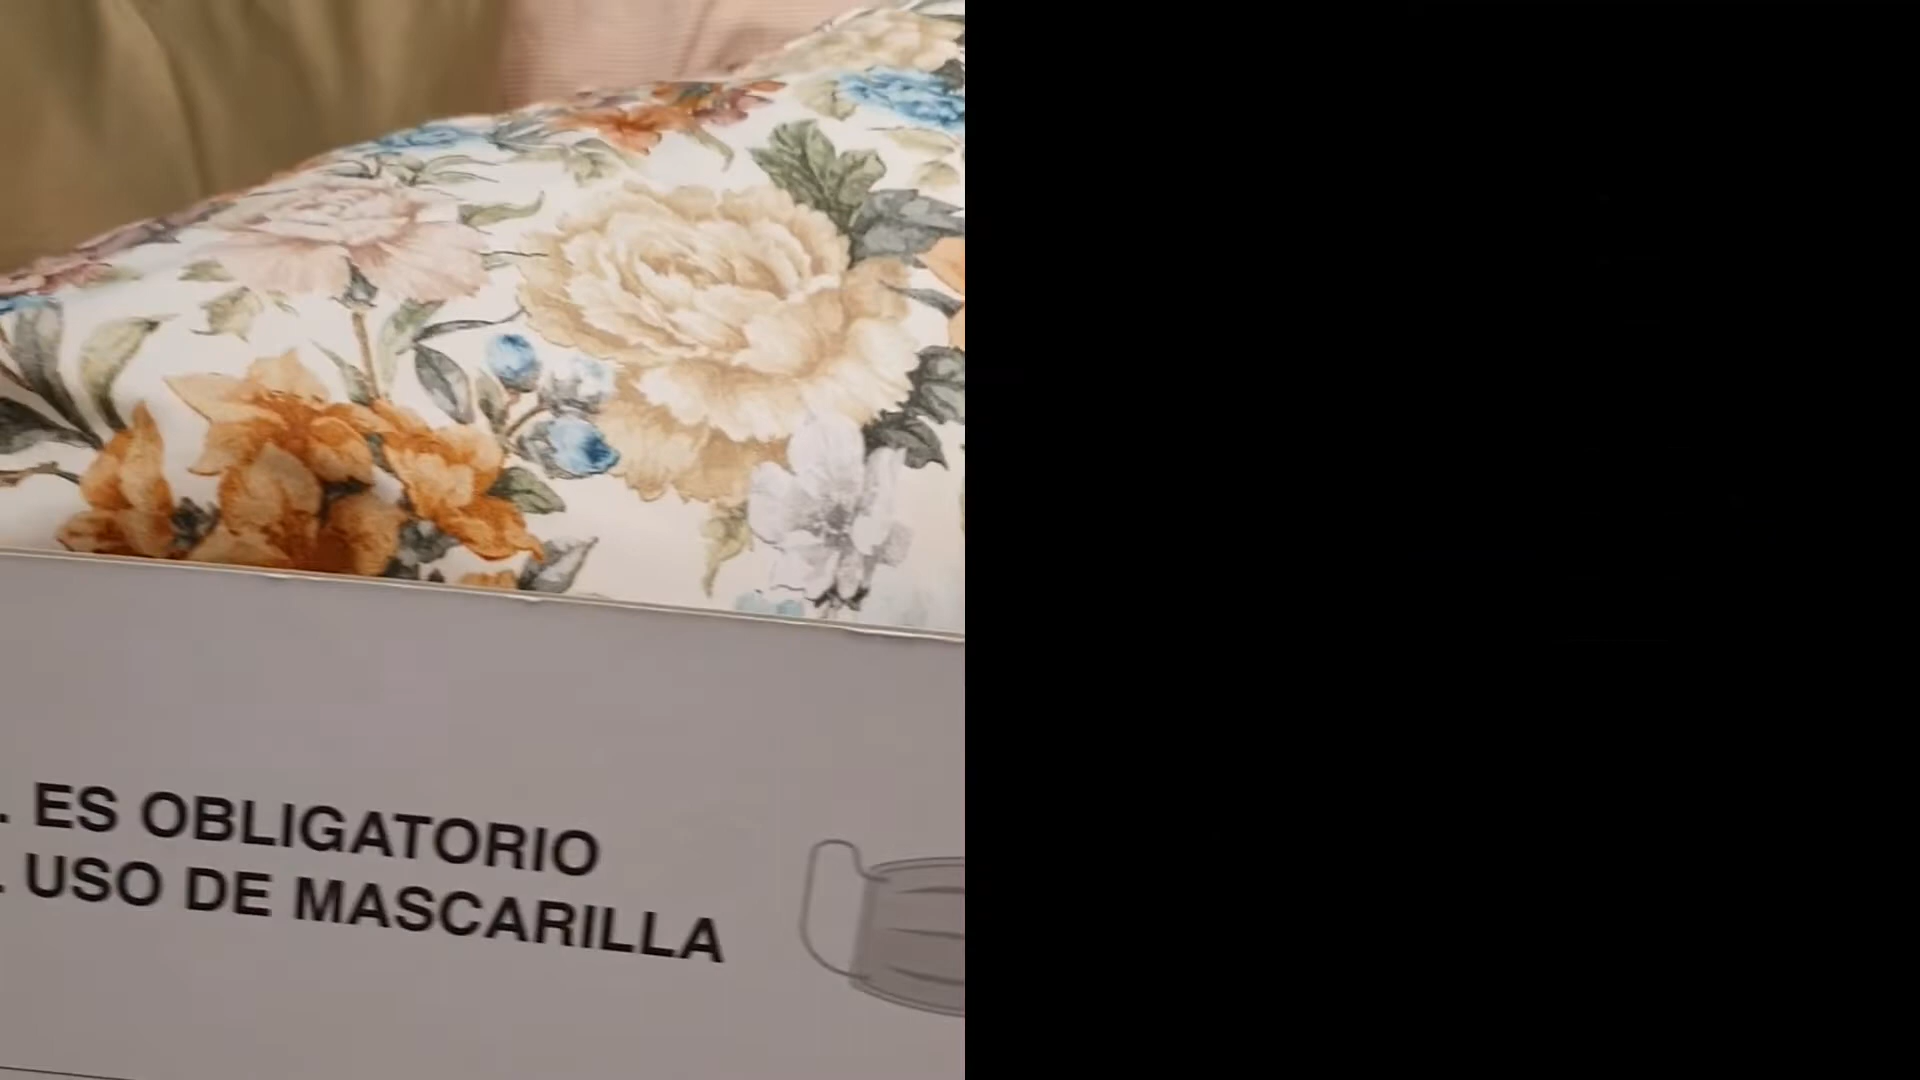 . ES OBLIGATORIO
. USO DE MASCARILLA